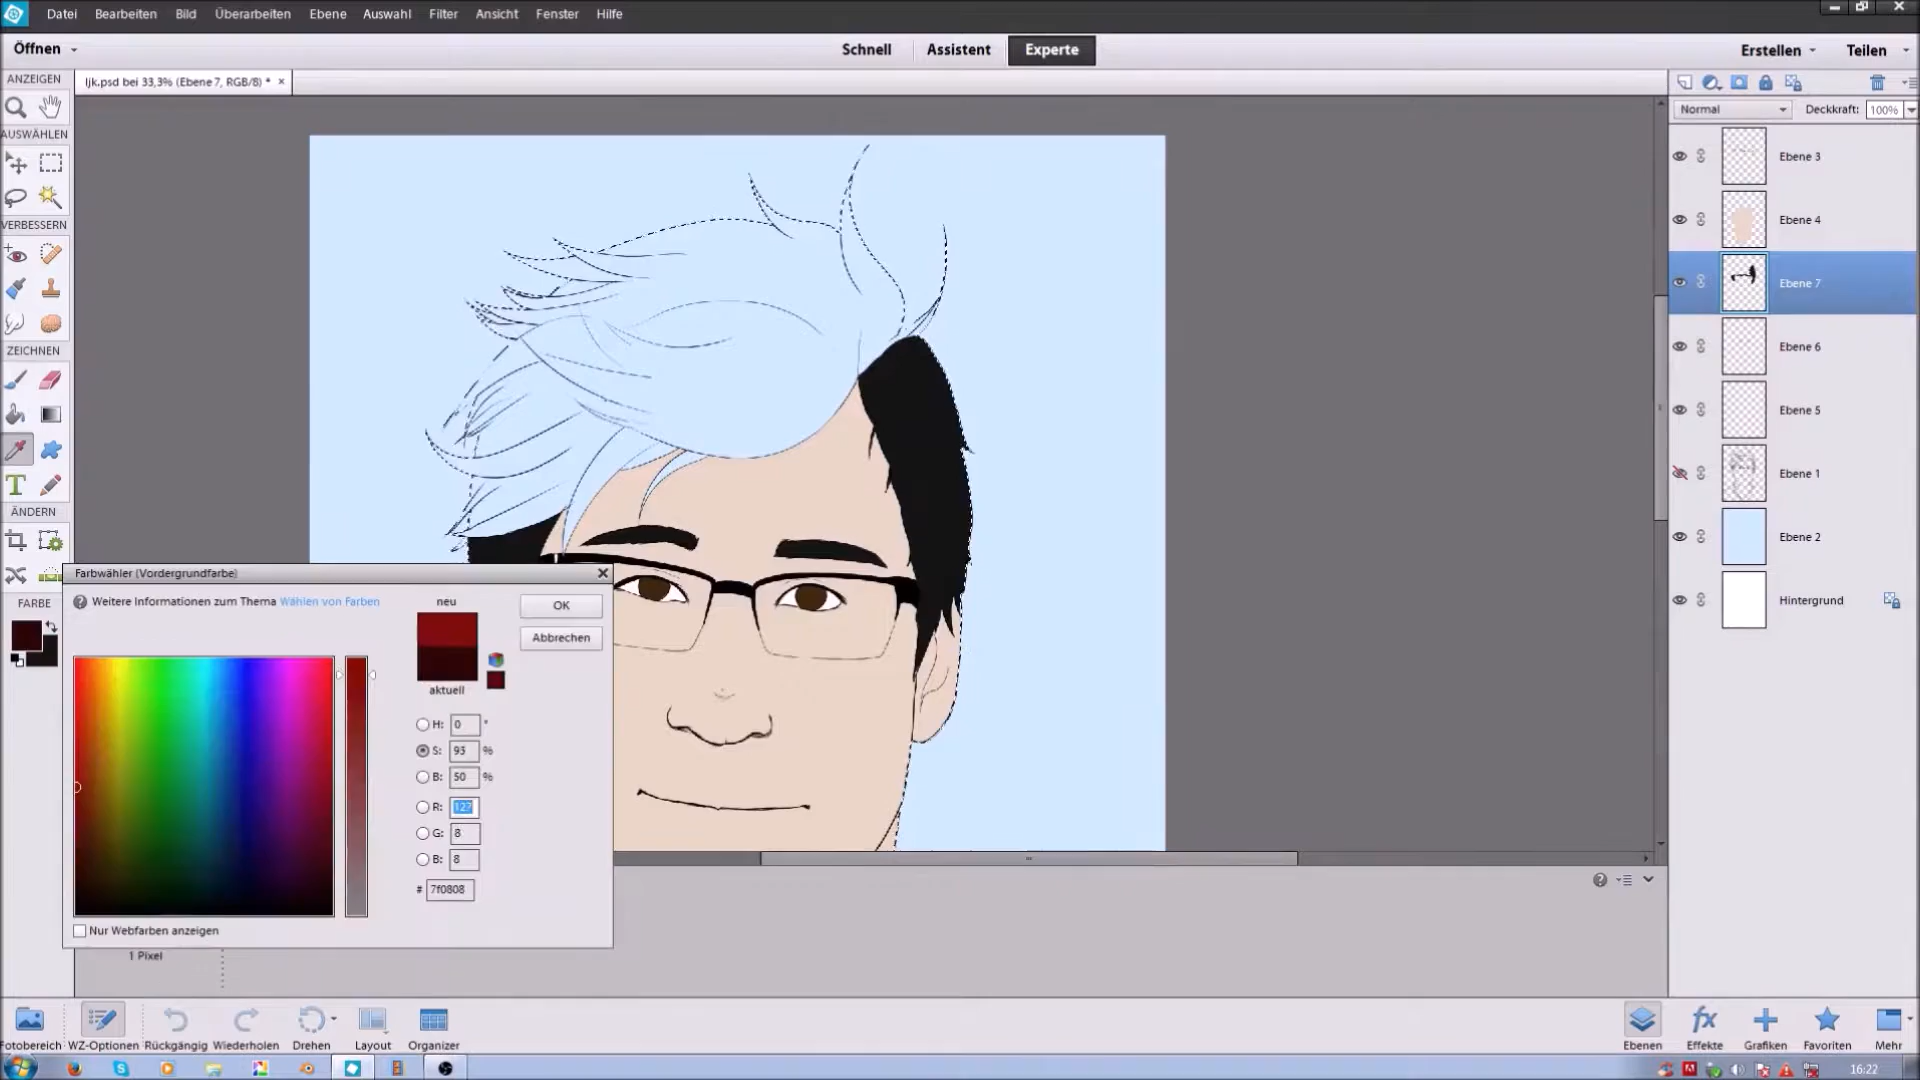 Datei Bearbeiten Bild Überarbeiten Ebene Auswahl Filter Ansicht Fenster Hilfe
Öffnen Schnell Assistent Experte Erstellen Teilen
ANZEIGEN
ljk.psd bei 33,3% (Ebene 7, RGB/8) * ×
Normal Deckkraft: 100%
AUSWÄHLEN
VERBESSERN
ZEICHNEN
ÄNDERN
FARBE
Ebene 3
Ebene 4
Ebene 7
Ebene 6
Ebene 5
Ebene 1
Ebene 2
Hintergrund
Farbwähler (Vordergrundfarbe)
Weitere Informationen zum Thema Wählen von Farben
neu
OK
Abbrechen
aktuell
H: 0 °
S: 93 %
B: 50 %
R: 127
G: 8
B: 8
# 7f0808
Nur Webfarben anzeigen
1 Pixel
Fotobereich WZ-Optionen Rückgängig Wiederholen Drehen Layout Organizer
Ebenen Effekte Grafiken Favoriten Mehr
16:22